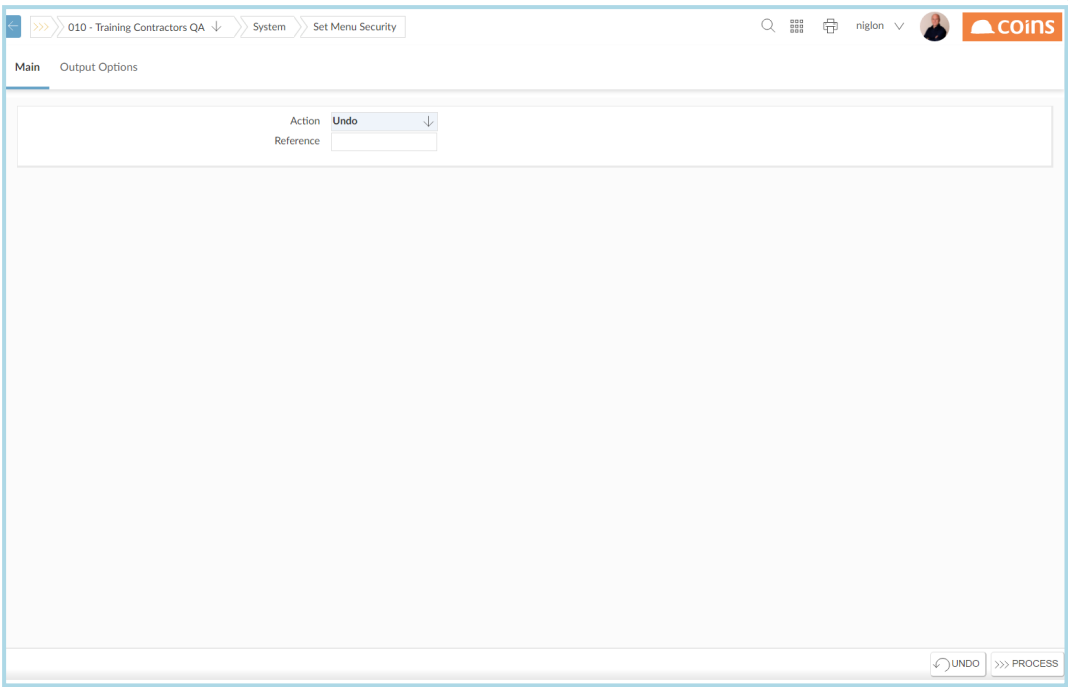 >>> 010 - Training Contractors QA System Set Menu Security niglon coins
Main Output Options
Action Undo
Reference
UNDO >>> PROCESS